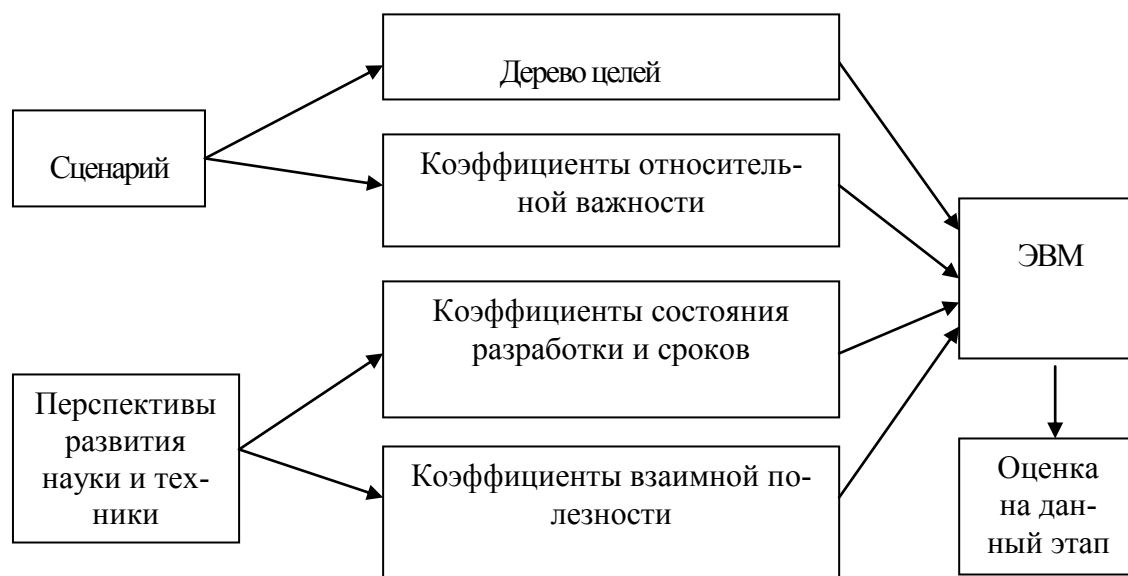 Дерево целей
Сценарий
Коэффициенты относитель-
ной важности
ЭВМ
Коэффициенты состояния
разработки и сроков
Перспективы
развития
науки и тех-
ники
Коэффициенты взаимной по-
лезности
Оценка
на дан-
ный этап